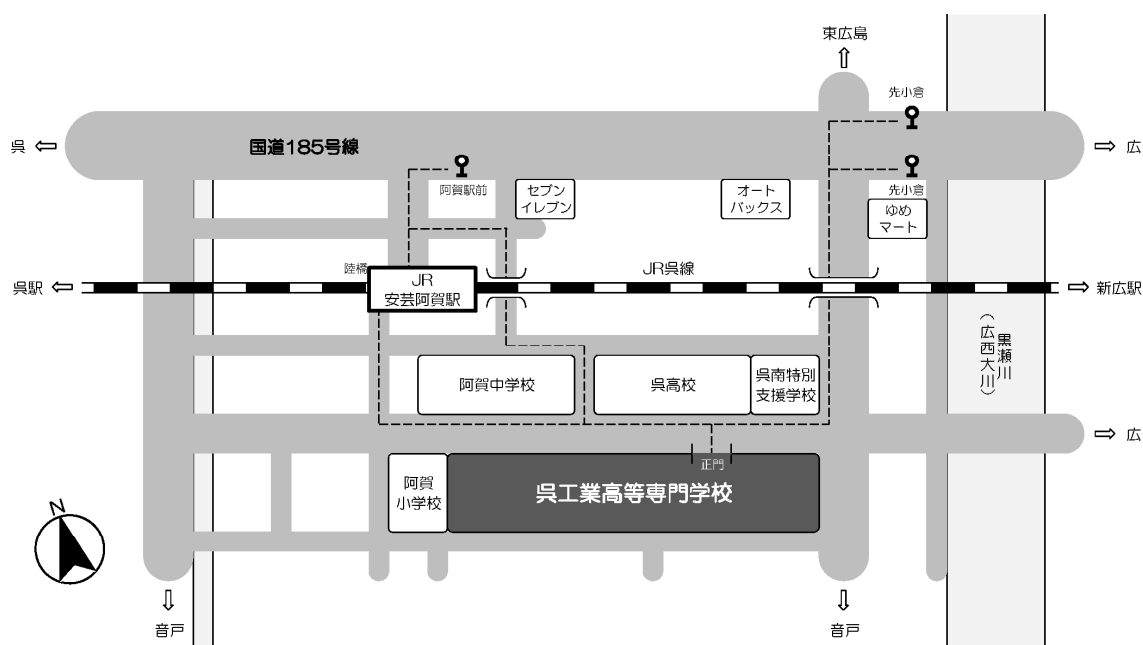 東広島
先小倉
呉
国道185号線
広
阿賀駅前
セブン
イレブン
オート
バックス
先小倉
ゆめ
マート
陸橋
JR
安芸阿賀駅
JR呉線
呉駅
新広駅
黒瀬川
(広西大川)
阿賀中学校
呉高校
呉南特別
支援学校
広
正門
阿賀
小学校
呉工業高等専門学校
N
音戸
音戸